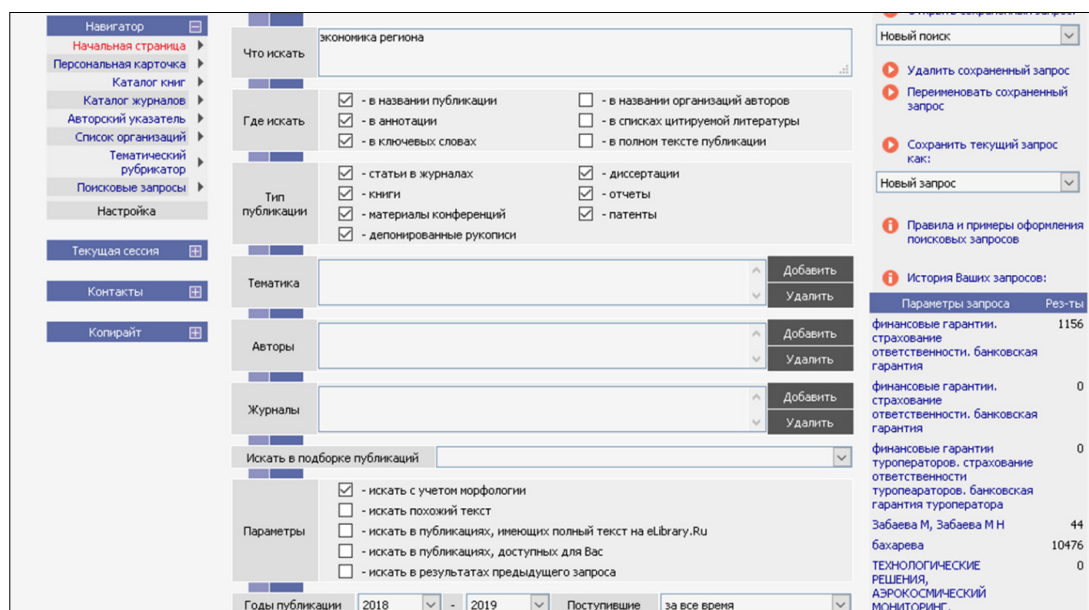 Навигатор
Начальная страница
Персональная карточка
Каталог книг
Каталог журналов
Авторский указатель
Список организаций
Тематический
рубрикатор
Поисковые запросы
Настройка
Текущая сессия
Контакты
Копирайт
Что искать
экономика региона
Где искать
- в названии публикации
- в названии организаций авторов
- в аннотации
- в списках цитируемой литературы
- в ключевых словах
- в полном тексте публикации
Тип
публикации
- статьи в журналах
- диссертации
- книги
- отчеты
- материалы конференций
- патенты
- депонированные рукописи
Тематика
Добавить
Удалить
Авторы
Добавить
Удалить
Журналы
Добавить
Удалить
Искать в подборке публикаций
Параметры
- искать с учетом морфологии
- искать похожий текст
- искать в публикациях, имеющих полный текст на eLibrary.Ru
- искать в публикациях, доступных для Вас
- искать в результатах предыдущего запроса
Годы публикации 2018 - 2019 Поступившие за все время
Новый поиск
Удалить сохраненный запрос
Переименовать сохраненный
запрос
Сохранить текущий запрос
как:
Новый запрос
Правила и примеры оформления
поисковых запросов
История Ваших запросов:
Параметры запроса Рез-ты
финансовые гарантии. 1156
страхование
ответственности. банковская
гарантия
финансовые гарантии. 0
страхование
ответственности. банковская
гарантия
финансовые гарантии 0
туроператоров. страхование
ответственности
туропеараторов. банковская
гарантия туроператора
Забаева М, Забаева М Н 44
бахарева 10476
ТЕХНОЛОГИЧЕСКИЕ 0
РЕШЕНИЯ,
АЭРОКОСМИЧЕСКИЙ
МОНИТОРИНГ,